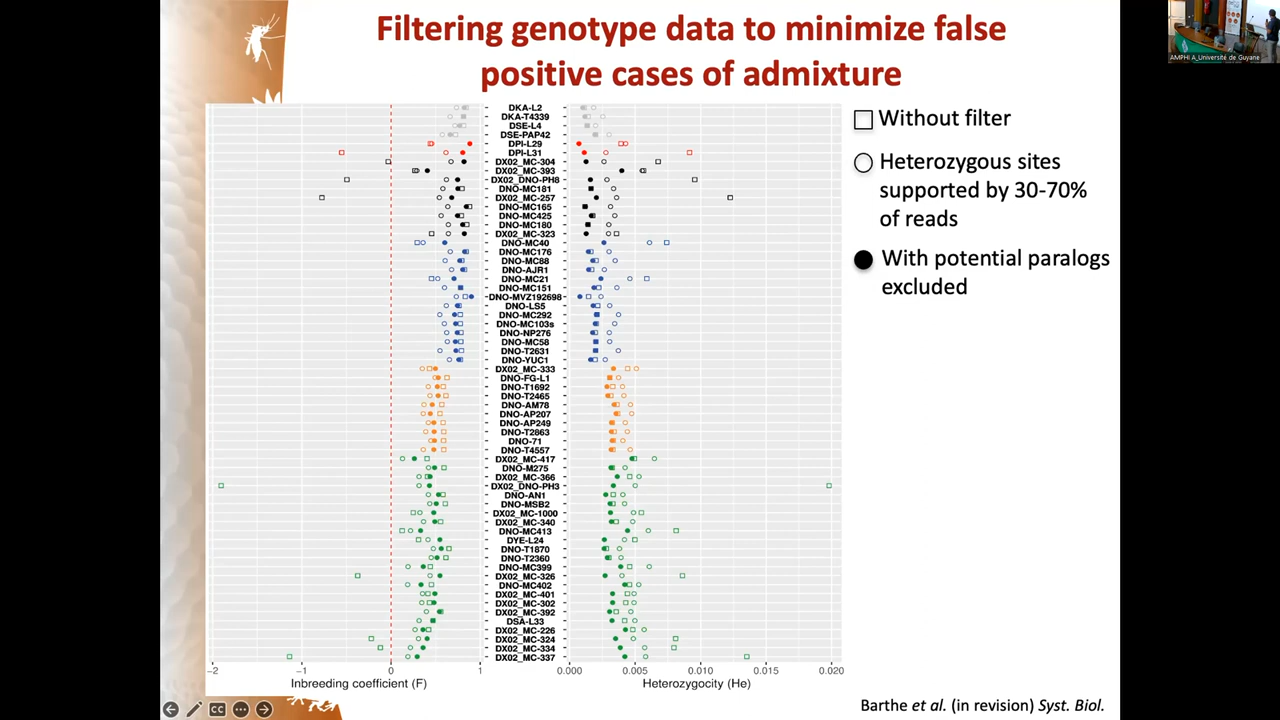 Filtering genotype data to minimize false
positive cases of admixture
AMPHI A_Université de Guyane
DKA-L2
DKA-T4339
DSE-L4
DSE-PAP42
DPI-L29
DPI-L31
DX02_MC-304
DX02_MC-393
DX02_DNO-PH8
DNO-MC181
DX02_MC-257
DNO-MC165
DNO-MC425
DNO-MC180
DX02_MC-323
DNO-MC40
DNO-MC176
DNO-MC88
DNO-AJR1
DNO-MC21
DNO-MC151
DNO-MVZ192698
DNO-LS5
DNO-MC292
DNO-MC103s
DNO-NP276
DNO-MC58
DNO-T2631
DNO-YUC1
DX02_MC-333
DNO-FG-L1
DNO-T1692
DNO-T2465
DNO-AM78
DNO-AP207
DNO-AP249
DNO-T2863
DNO-71
DNO-T4557
DX02_MC-417
DNO-M275
DX02_MC-366
DX02_DNO-PH3
DNO-AN1
DNO-MSB2
DX02_MC-1000
DX02_MC-340
DNO-MC413
DYE-L24
DNO-T1870
DNO-T2360
DNO-MC399
DX02_MC-326
DNO-MC402
DX02_MC-401
DX02_MC-302
DX02_MC-392
DSA-L33
DX02_MC-226
DX02_MC-324
DX02_MC-334
DX02_MC-337
−2 −1 0 1
Inbreeding coefficient (F)
0.000 0.005 0.010 0.015 0.020
Heterozygocity (He)
Without filter
Heterozygous sites
supported by 30-70%
of reads
With potential paralogs
excluded
CC
Barthe et al. (in revision) Syst. Biol.